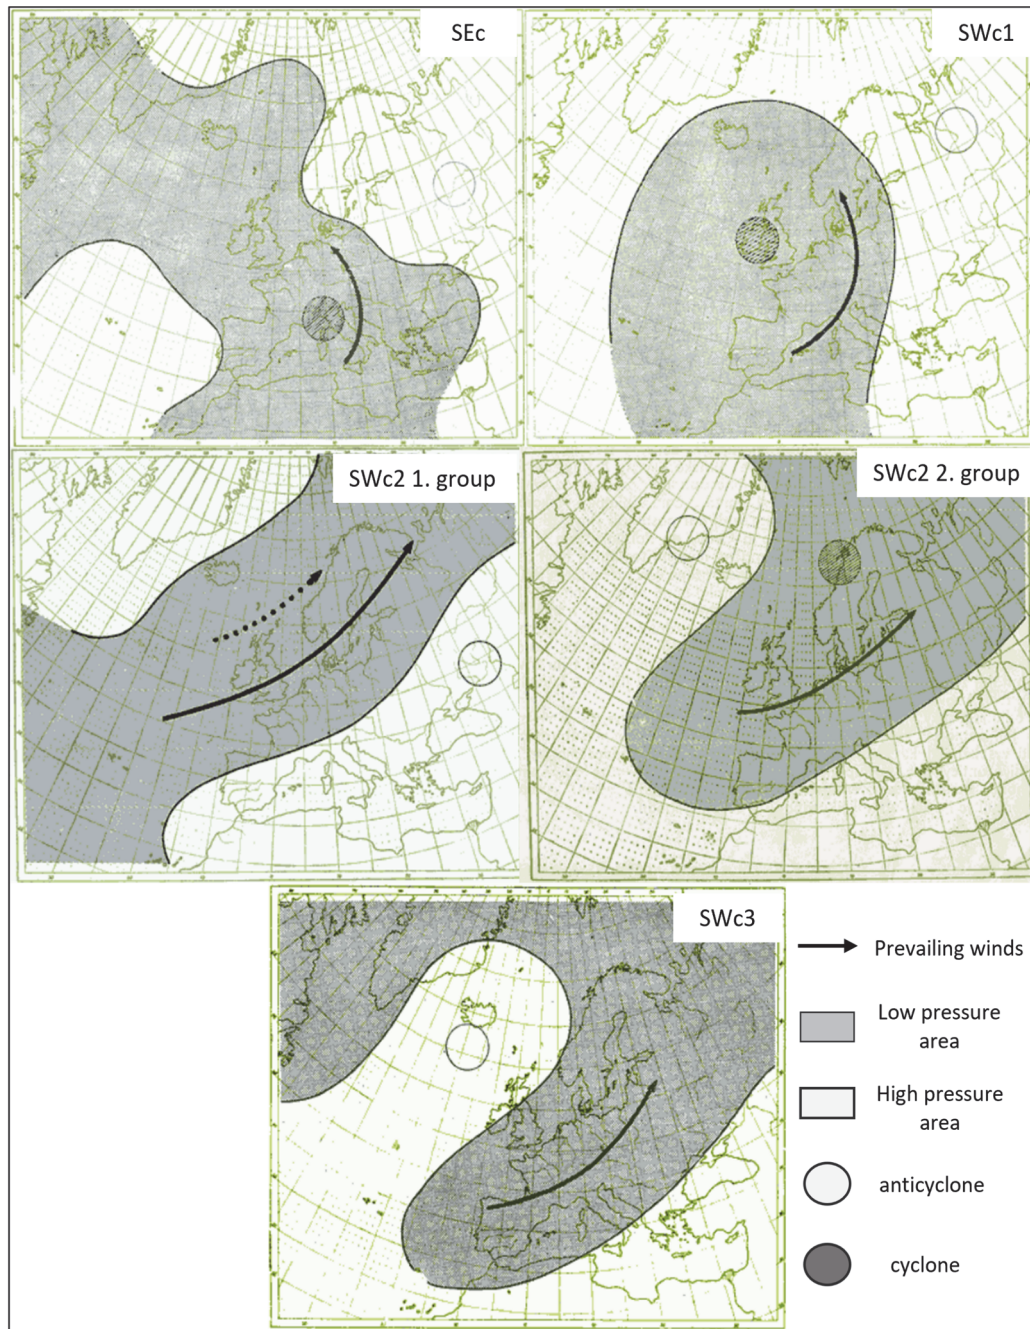 SEc
SWc1
SWc2 1. group
SWc2 2. group
SWc3
Prevailing winds
Low pressure
area
High pressure
area
anticyclone
cyclone